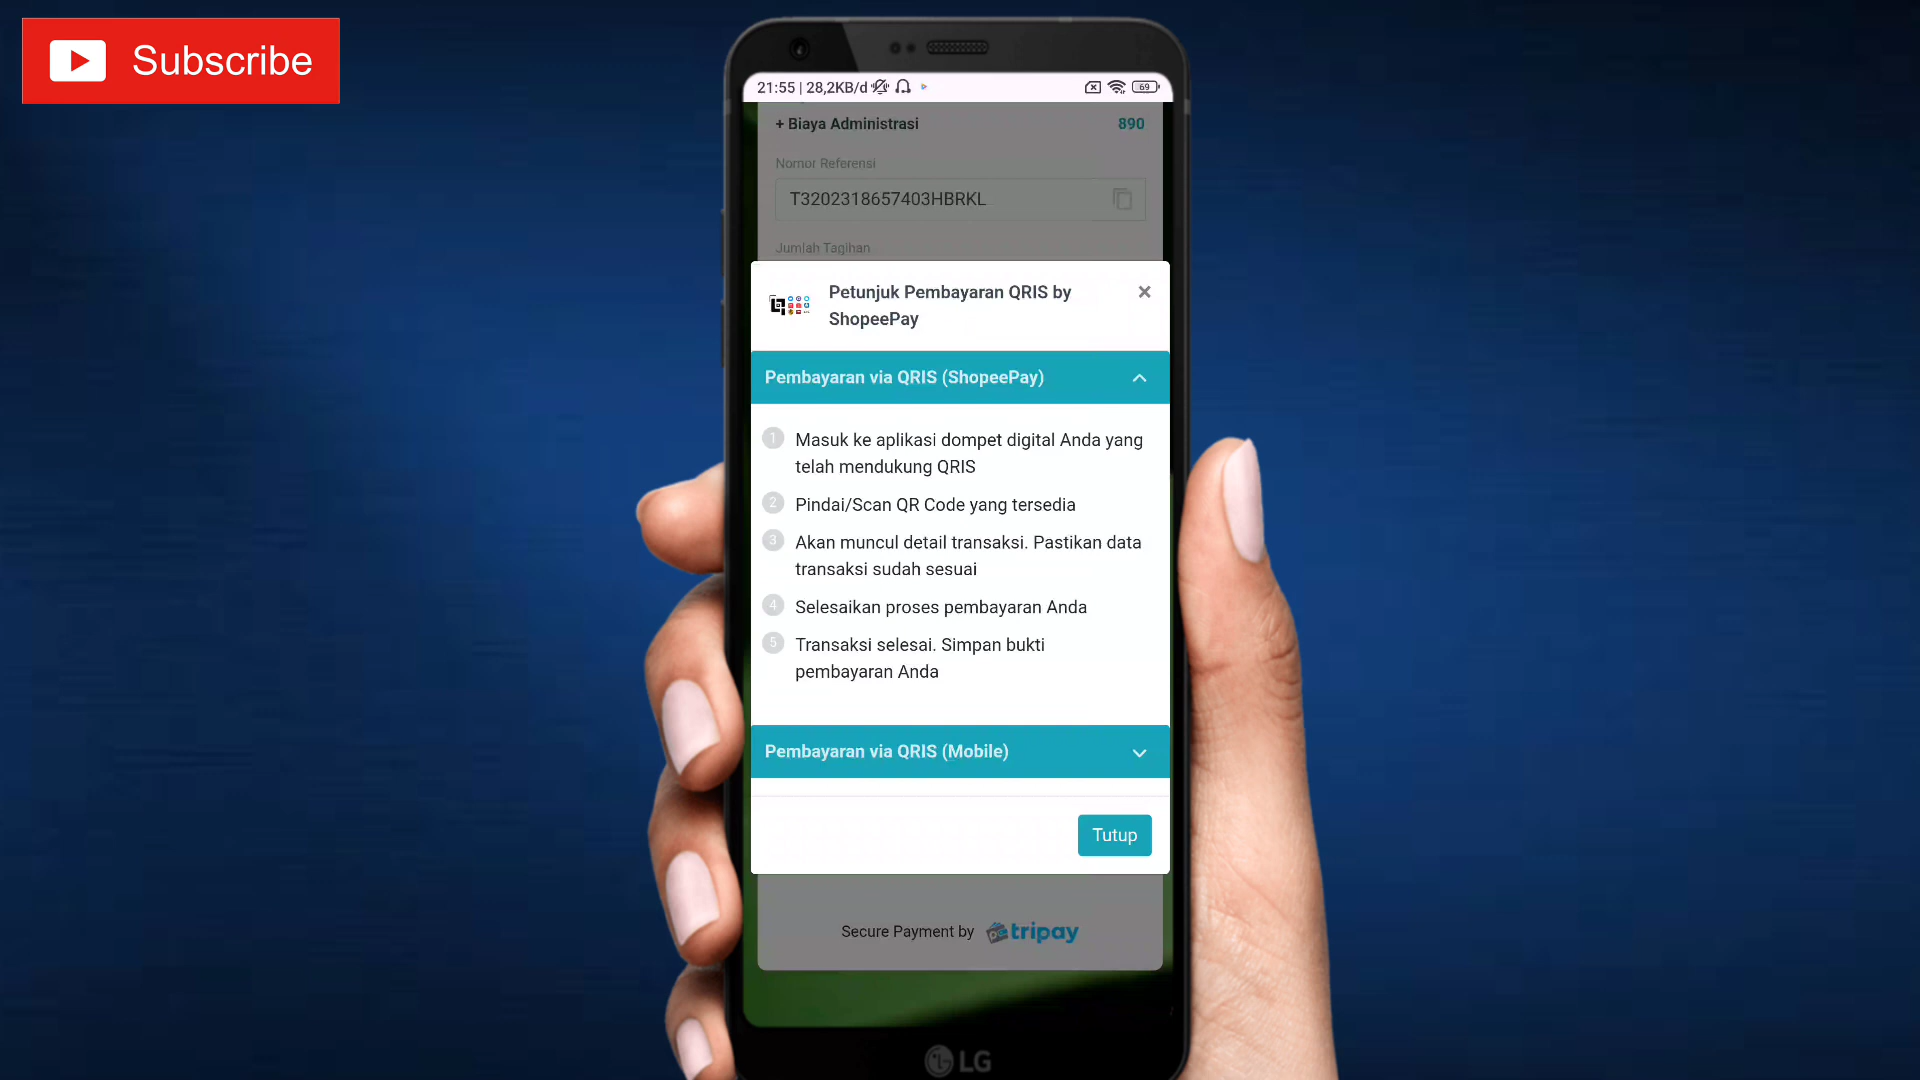 Subscribe
21:55 | 28,2KB/d
69
+ Biaya Administrasi 890
Nomor Referensi
T3202318657403HBRKL
Jumlah Tagihan
Petunjuk Pembayaran QRIS by
ShopeePay
×
Pembayaran via QRIS (ShopeePay)
1 Masuk ke aplikasi dompet digital Anda yang
telah mendukung QRIS
2 Pindai/Scan QR Code yang tersedia
3 Akan muncul detail transaksi. Pastikan data
transaksi sudah sesuai
4 Selesaikan proses pembayaran Anda
5 Transaksi selesai. Simpan bukti
pembayaran Anda
Pembayaran via QRIS (Mobile)
Tutup
Secure Payment by tripay
LG